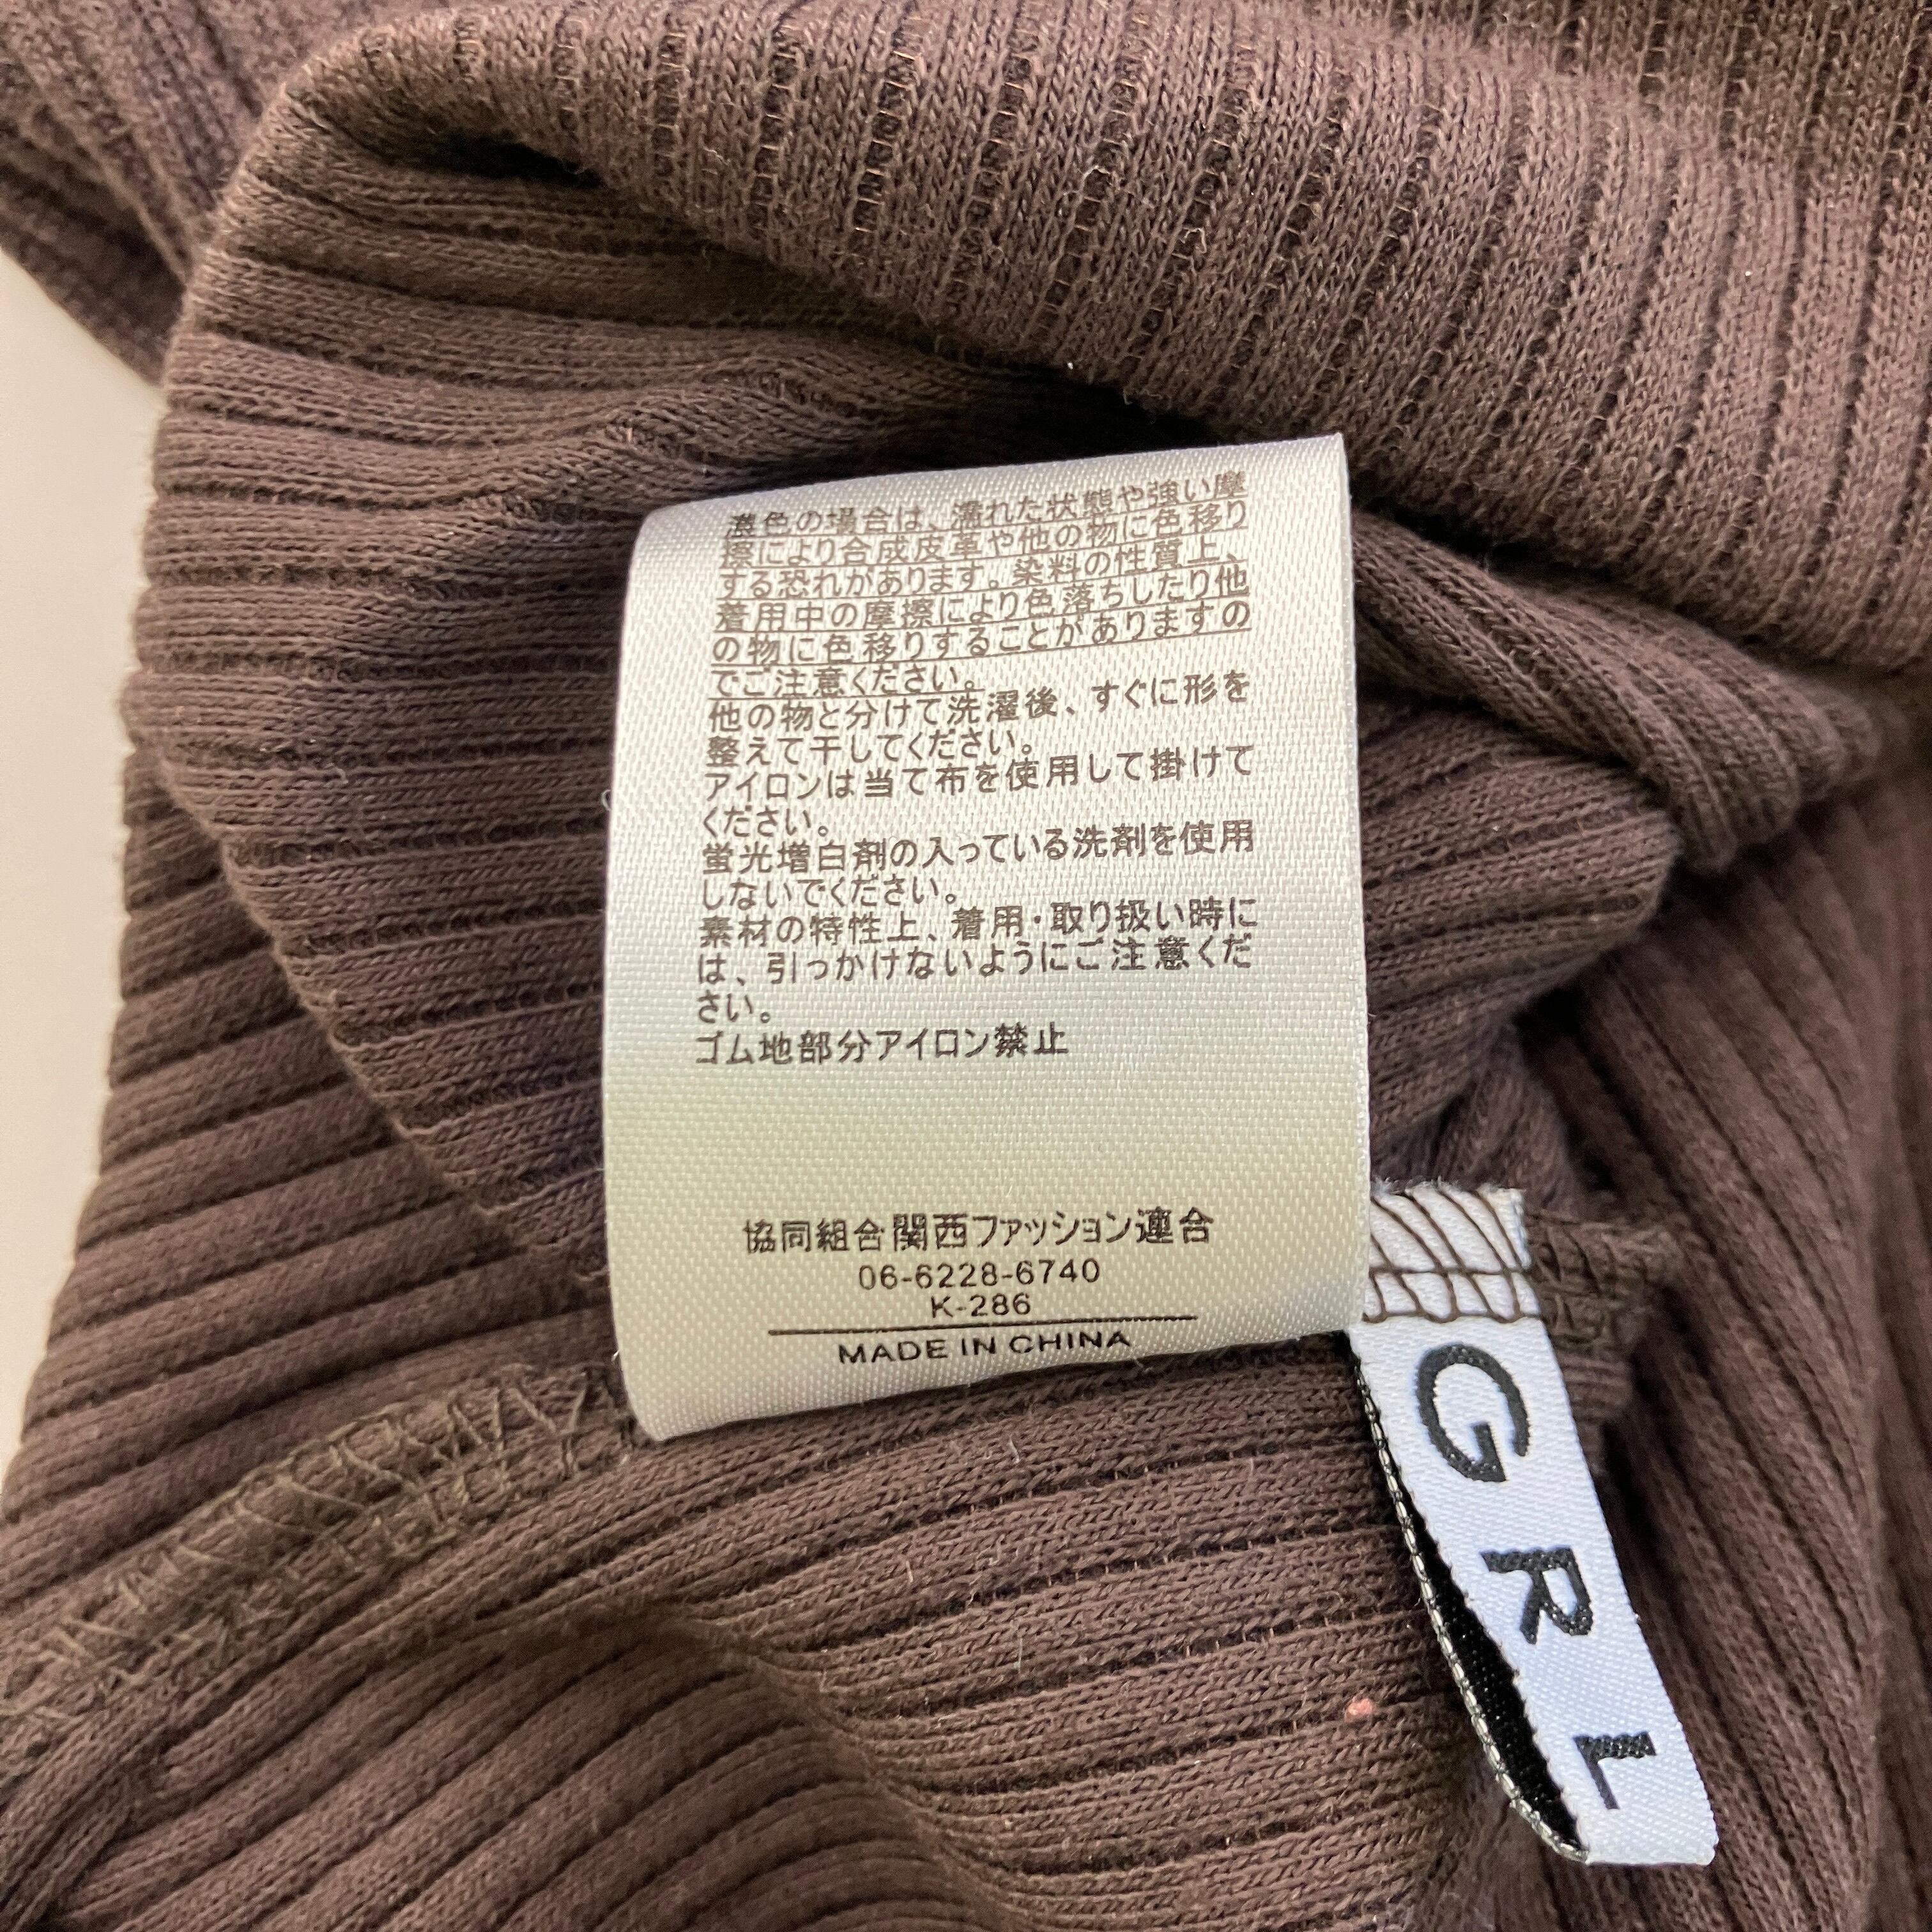 濃色の場合は、濡れた状態や強い摩
擦により合成皮革や他の物に色移り
する恐れがあります。染料の性質上、
着用中の摩擦により色落ちしたり他
の物に色移りすることがありますの
でご注意ください。
他の物と分けて洗濯後、すぐに形を
整えて干してください。
アイロンは当て布を使用して掛けて
ください。
蛍光増白剤の入っている洗剤を使用
しないでください。
素材の特性上、着用・取り扱い時に
は、引っかけないようにご注意くだ
さい。
ゴム地部分アイロン禁止
協同組合関西ファッション連合
06-6228-6740
K-286
MADE IN CHINA
GRL